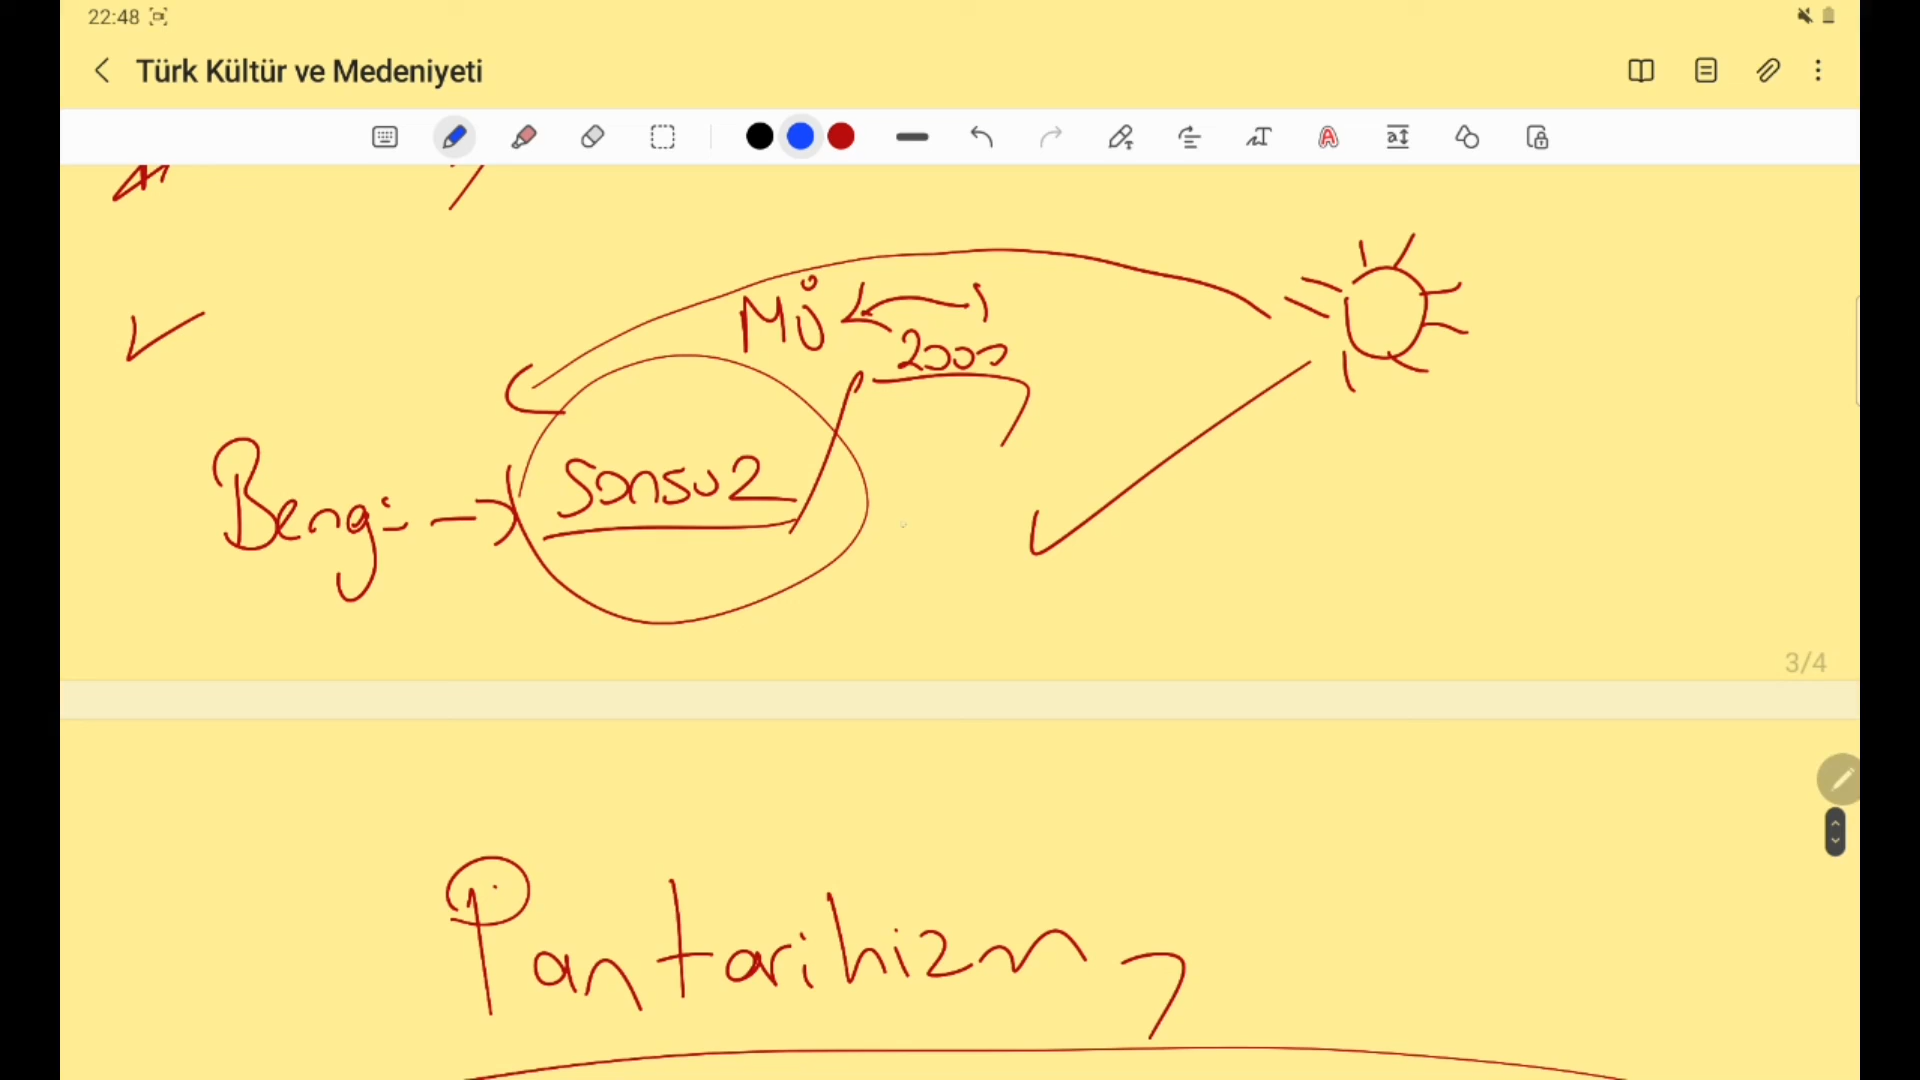 22:48
Türk Kültür ve Medeniyeti
MÖ
2000
Bengi → sonsuz
3/4
Pantarihizm